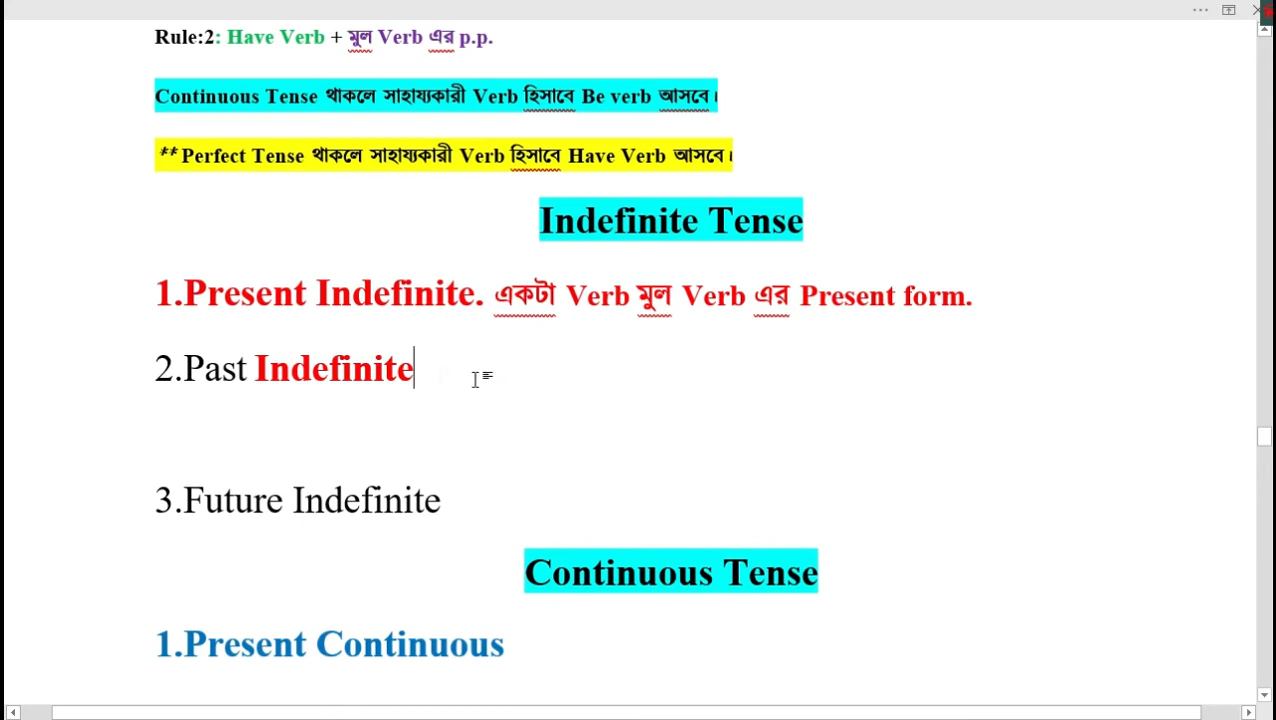 Rule:2: Have Verb + মুল Verb এর p.p.
Continuous Tense থাকলে সাহায্যকারী Verb হিসাবে Be verb আসবে।
** Perfect Tense থাকলে সাহায্যকারী Verb হিসাবে Have Verb আসবে।
Indefinite Tense
1.Present Indefinite. একটা Verb মুল Verb এর Present form.
2.Past Indefinite
3.Future Indefinite
Continuous Tense
1.Present Continuous